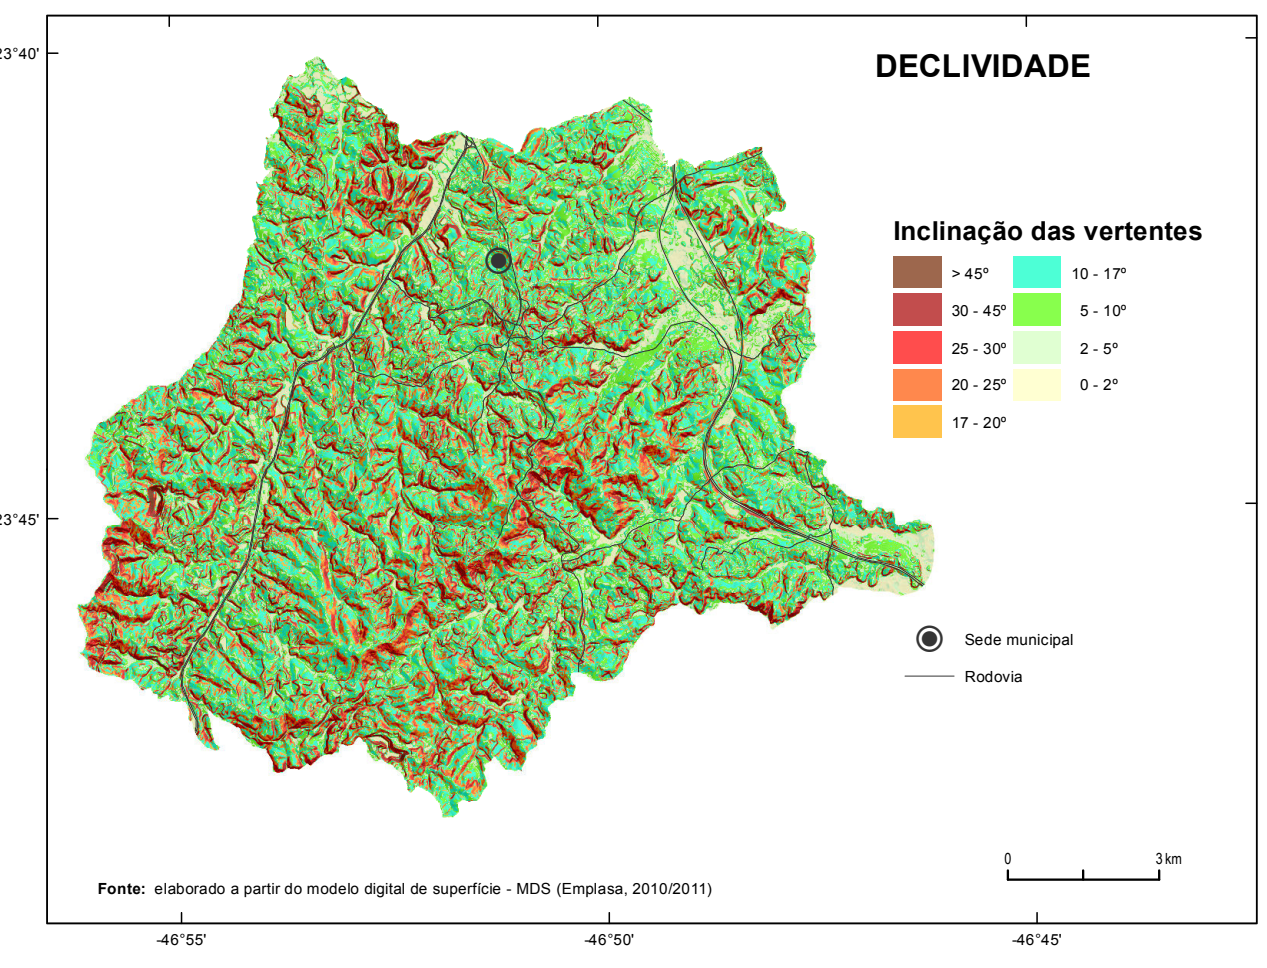 23°40'
DECLIVIDADE
Inclinação das vertentes
> 45º
10 - 17º
30 - 45º
5 - 10º
25 - 30º
2 - 5º
20 - 25º
0 - 2º
17 - 20º
23°45'
Sede municipal
Rodovia
0
3 km
Fonte: elaborado a partir do modelo digital de superfície - MDS (Emplasa, 2010/2011)
-46°55'
-46°50'
-46°45'